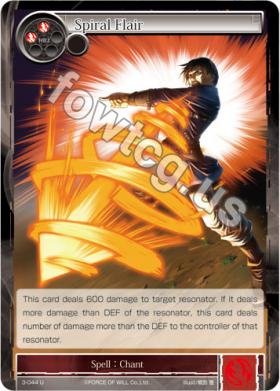 Spiral Flair
fowtcg.us
This card deals 600 damage to target resonator. If it deals
more damage than DEF of the resonator, this card deals
number of damage more than the DEF to the controller of that
resonator.
Spell : Chant
3-044 U ©FORCE OF WILL Co.,Ltd.